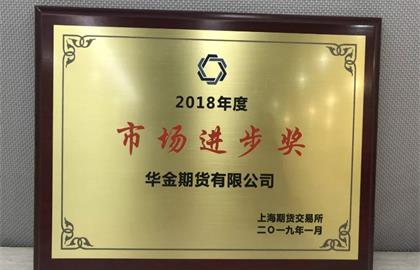 2018年度
市场进步奖
华金期货有限公司
上海期货交易所
二〇一九年一月